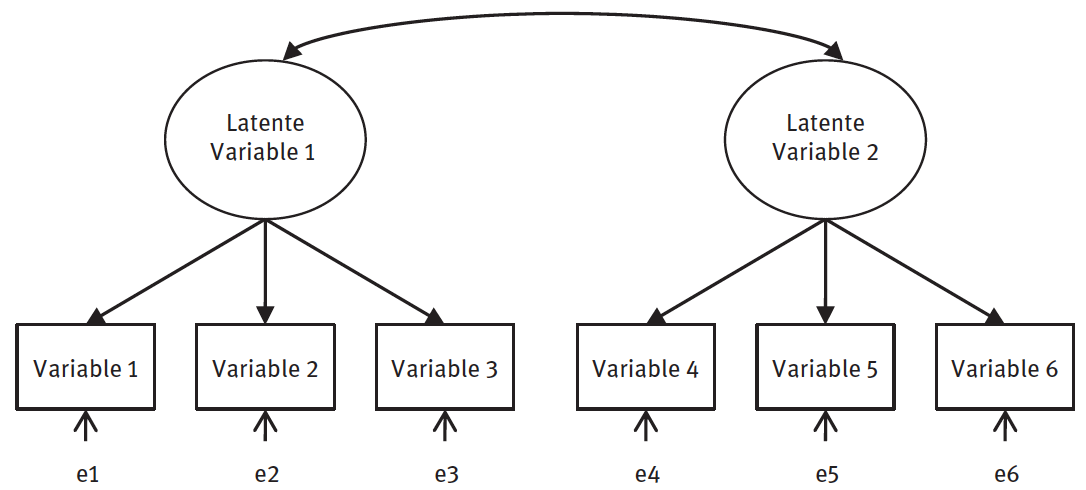 Latente
Variable 1
Latente
Variable 2
Variable 1
Variable 2
Variable 3
Variable 4
Variable 5
Variable 6
e1
e2
e3
e4
e5
e6